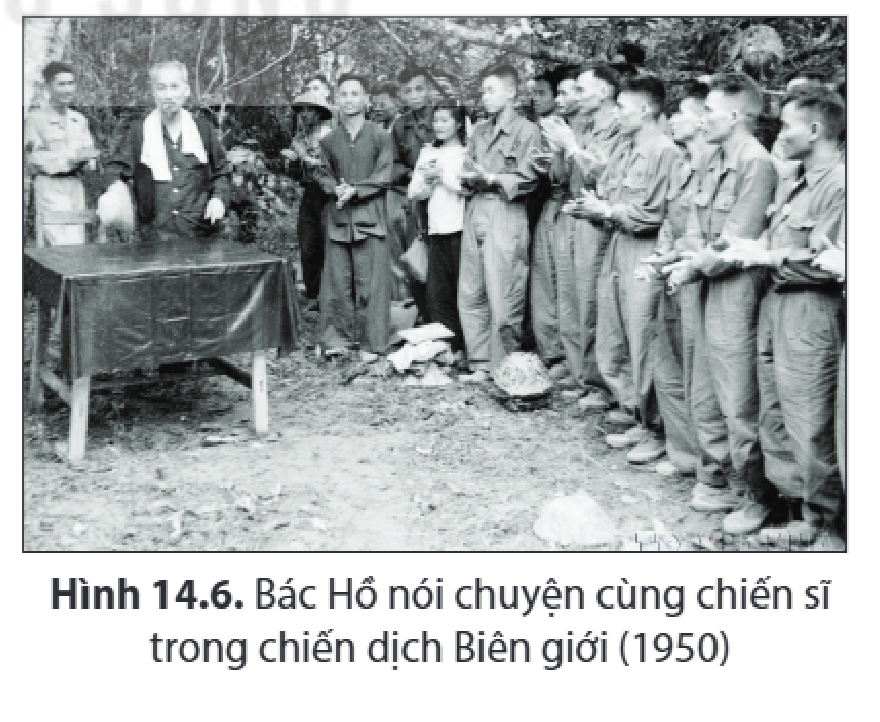 Hình 14.6. Bác Hồ nói chuyện cùng chiến sĩ
trong chiến dịch Biên giới (1950)